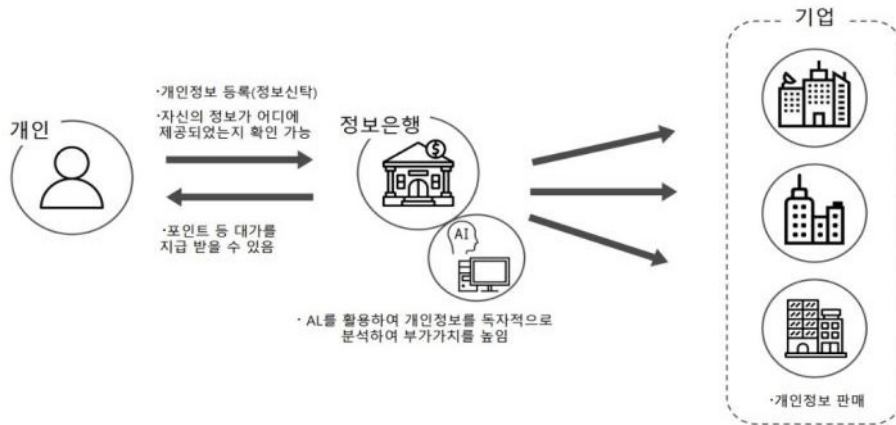 기업
개인
·개인정보 등록(정보신탁)
·자신의 정보가 어디에
제공되었는지 확인 가능
정보은행
$
·포인트 등 대가를
지급 받을 수 있음
AI
· AL를 활용하여 개인정보를 독자적으로
분석하여 부가가치를 높임
·개인정보 판매